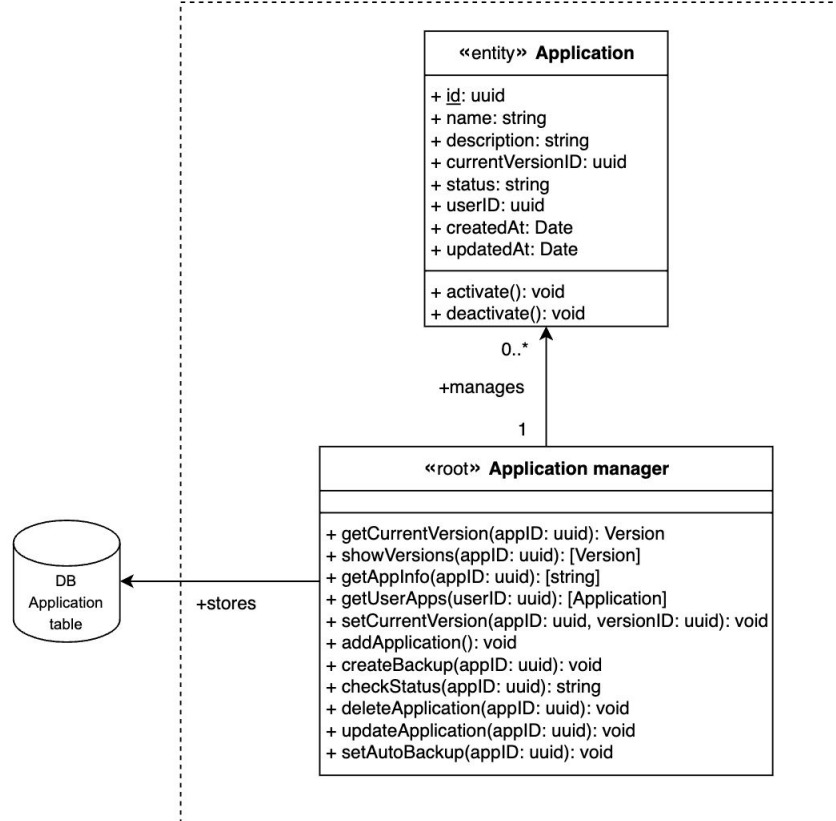 «entity» Application
+ id: uuid
+ name: string
+ description: string
+ currentVersionID: uuid
+ status: string
+ userID: uuid
+ createdAt: Date
+ updatedAt: Date
+ activate(): void
+ deactivate(): void
0..*
+manages
1
«root» Application manager
+ getCurrentVersion(appID: uuid): Version
+ showVersions(appID: uuid): [Version]
+ getAppInfo(appID: uuid): [string]
+ getUserApps(userID: uuid): [Application]
+ setCurrentVersion(appID: uuid, versionID: uuid): void
+ addApplication(): void
+ createBackup(appID: uuid): void
+ checkStatus(appID: uuid): string
+ deleteApplication(appID: uuid): void
+ updateApplication(appID: uuid): void
+ setAutoBackup(appID: uuid): void
DB
Application
table
+stores